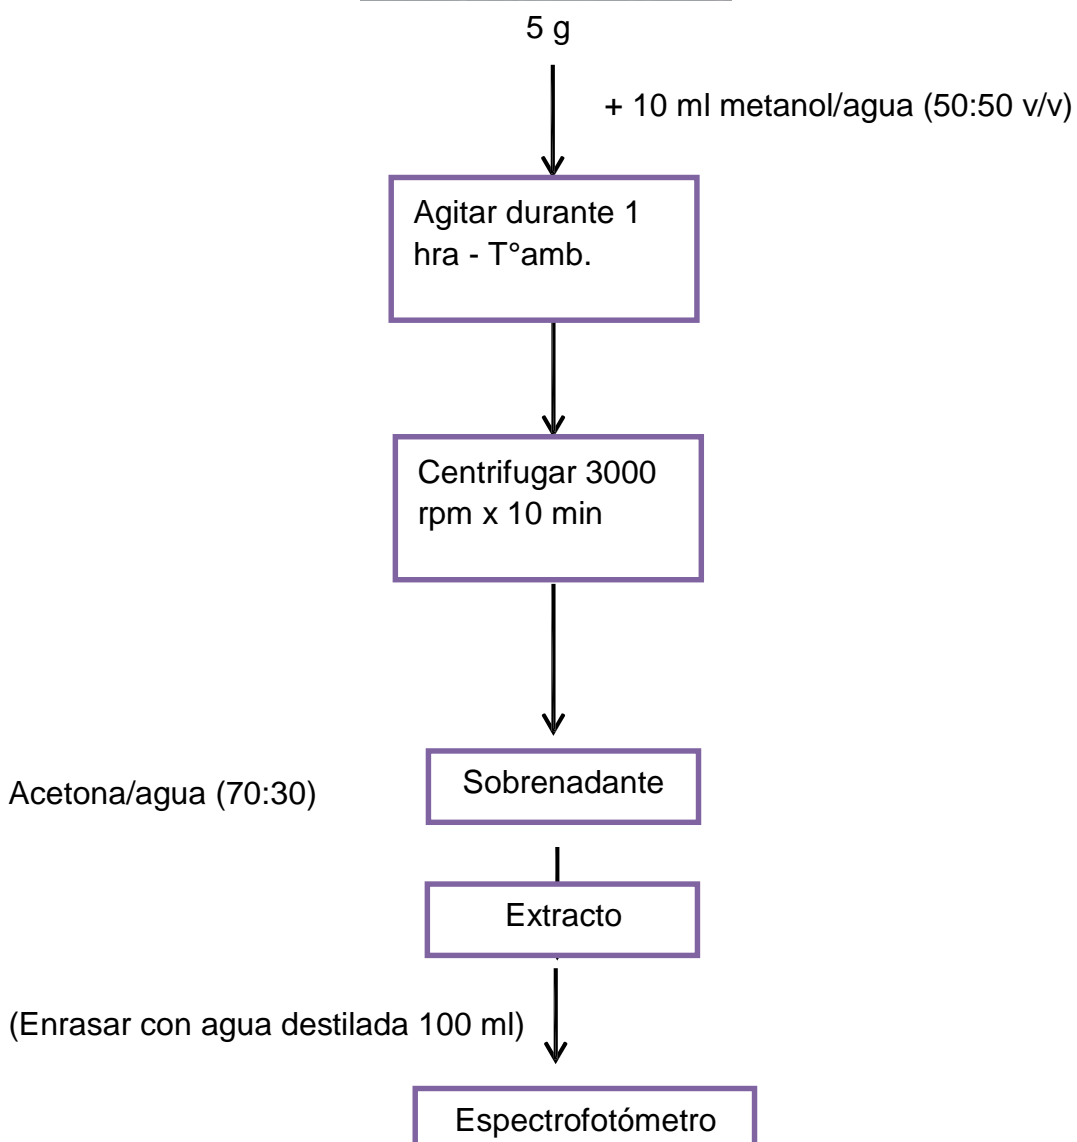 5 g
+ 10 ml metanol/agua (50:50 v/v)
Agitar durante 1
hra - T°amb.
Centrifugar 3000
rpm x 10 min
Acetona/agua (70:30)
Sobrenadante
Extracto
(Enrasar con agua destilada 100 ml)
Espectrofotómetro